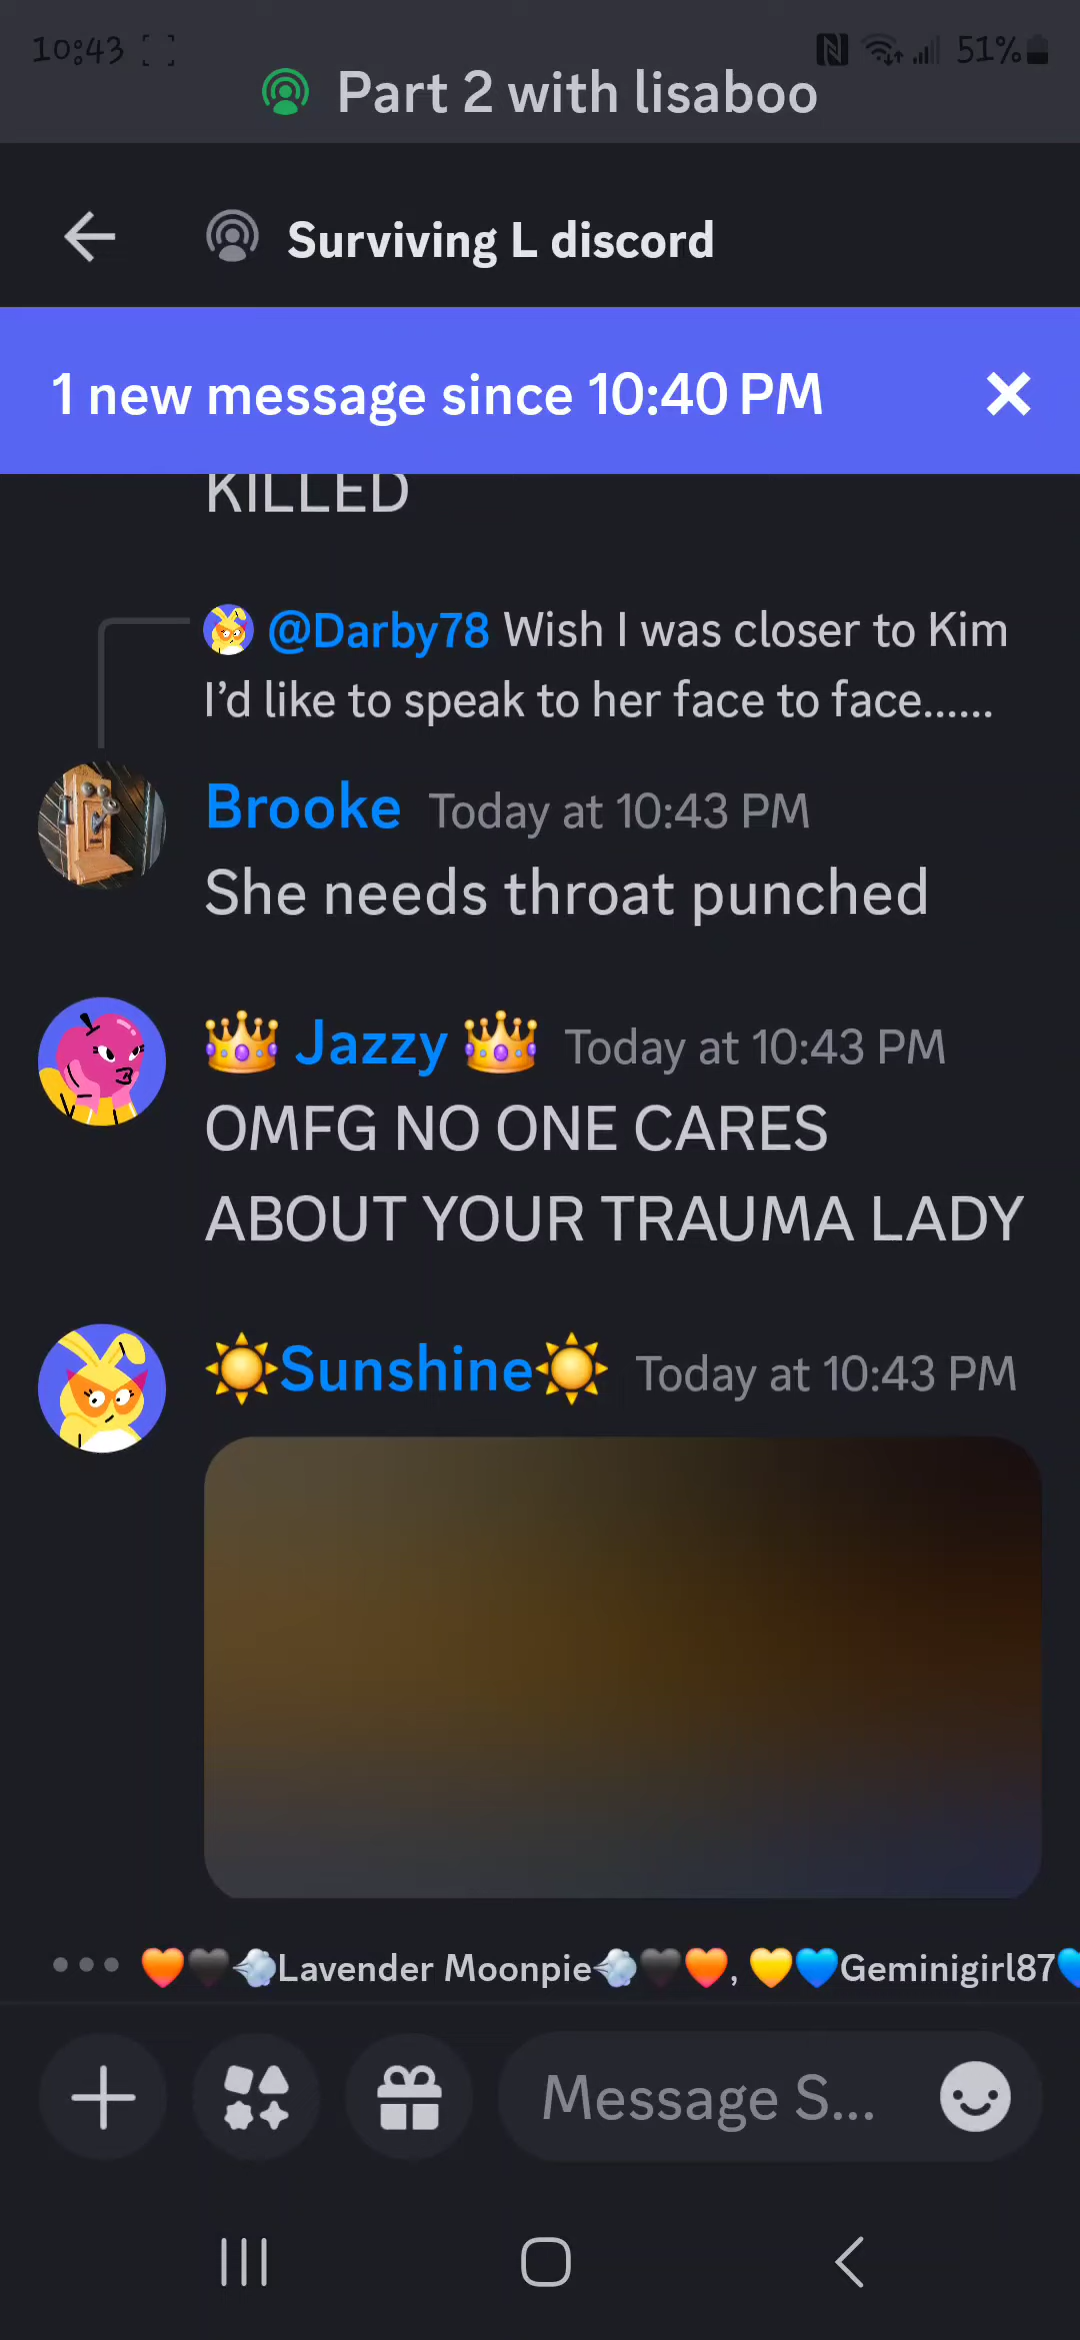 10:43
51%
Part 2 with lisaboo
Surviving L discord
1 new message since 10:40 PM
KILLED
@Darby78 Wish I was closer to Kim
I'd like to speak to her face to face......
Brooke Today at 10:43 PM
She needs throat punched
👑 Jazzy 👑 Today at 10:43 PM
OMFG NO ONE CARES
ABOUT YOUR TRAUMA LADY
☀️Sunshine☀️ Today at 10:43 PM
🧡🖤💨Lavender Moonpie💨🖤🧡, 💛💙Geminigirl87💙
Message S...